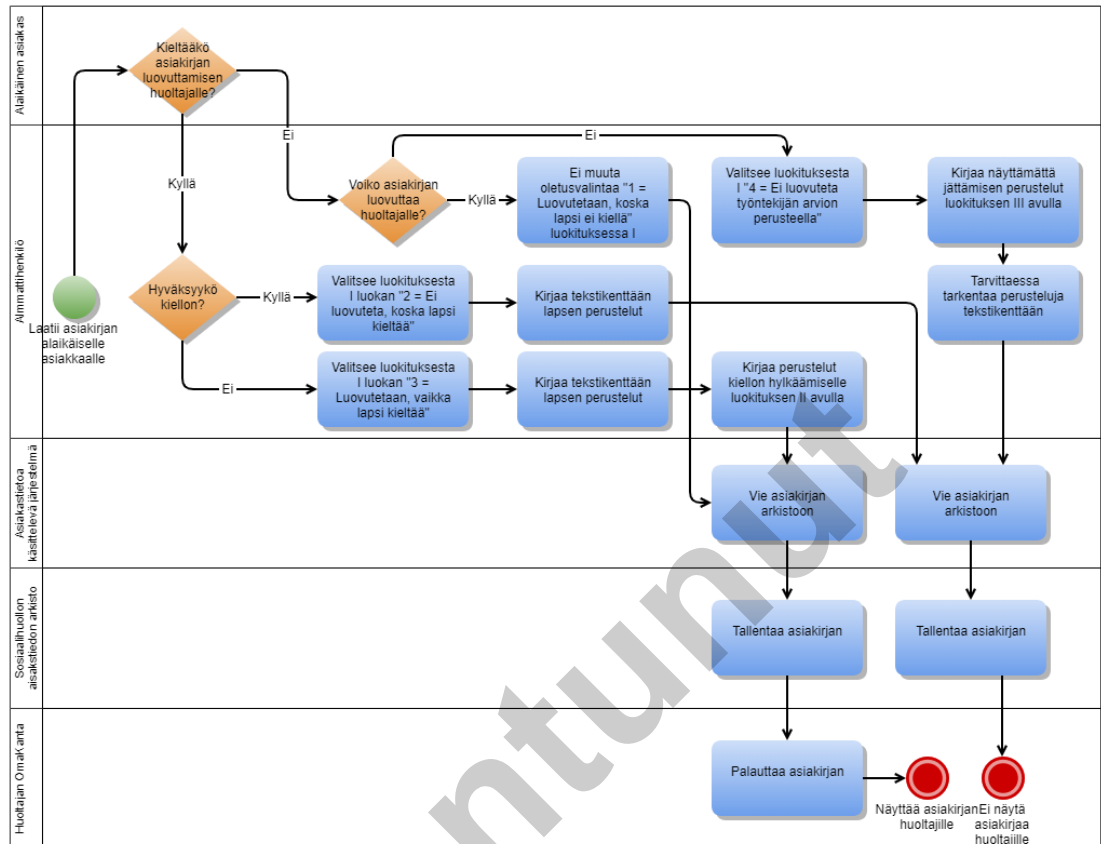 Alaikäinen asiakas
Kieltääkö
asiakirjan
luovuttamisen
huoltajalle?
Ei
Kyllä
Almmattihenkilö
Laatii asiakirjan
alaikäiselle
asiakkaalle
Voiko asiakirjan
luovuttaa
huoltajalle?
Ei
Kyllä
Ei muuta
oletusvalintaa "1 =
Luovutetaan, koska
lapsi ei kiellä"
luokituksessa I
Valitsee luokituksesta
I "4 = Ei luovuteta
työntekijän arvion
perusteella"
Kirjaa näyttämättä
jättämisen perustelut
luokituksen III avulla
Tarvittaessa
tarkentaa perusteluja
tekstikenttään
Hyväksyykö
kiellon?
Kyllä
Valitsee luokituksesta
I luokan "2 = Ei
luovuteta, koska lapsi
kieltää"
Kirjaa tekstikenttään
lapsen perustelut
Ei
Valitsee luokituksesta
I luokan "3 =
Luovutetaan, vaikka
lapsi kieltää"
Kirjaa tekstikenttään
lapsen perustelut
Kirjaa perustelut
kiellon hylkäämiselle
luokituksen II avulla
Asiakastietoa
käsittelevä järjestelmä
Vie asiakirjan
arkistoon
Vie asiakirjan
arkistoon
Sosiaalihuollon
aisakstiedon arkisto
Tallentaa asiakirjan
Tallentaa asiakirjan
Huoltajan OmaKanta
Palauttaa asiakirjan
Näyttää asiakirjan
huoltajille
Ei näytä
asiakirjaa
huoltajille
ntunut